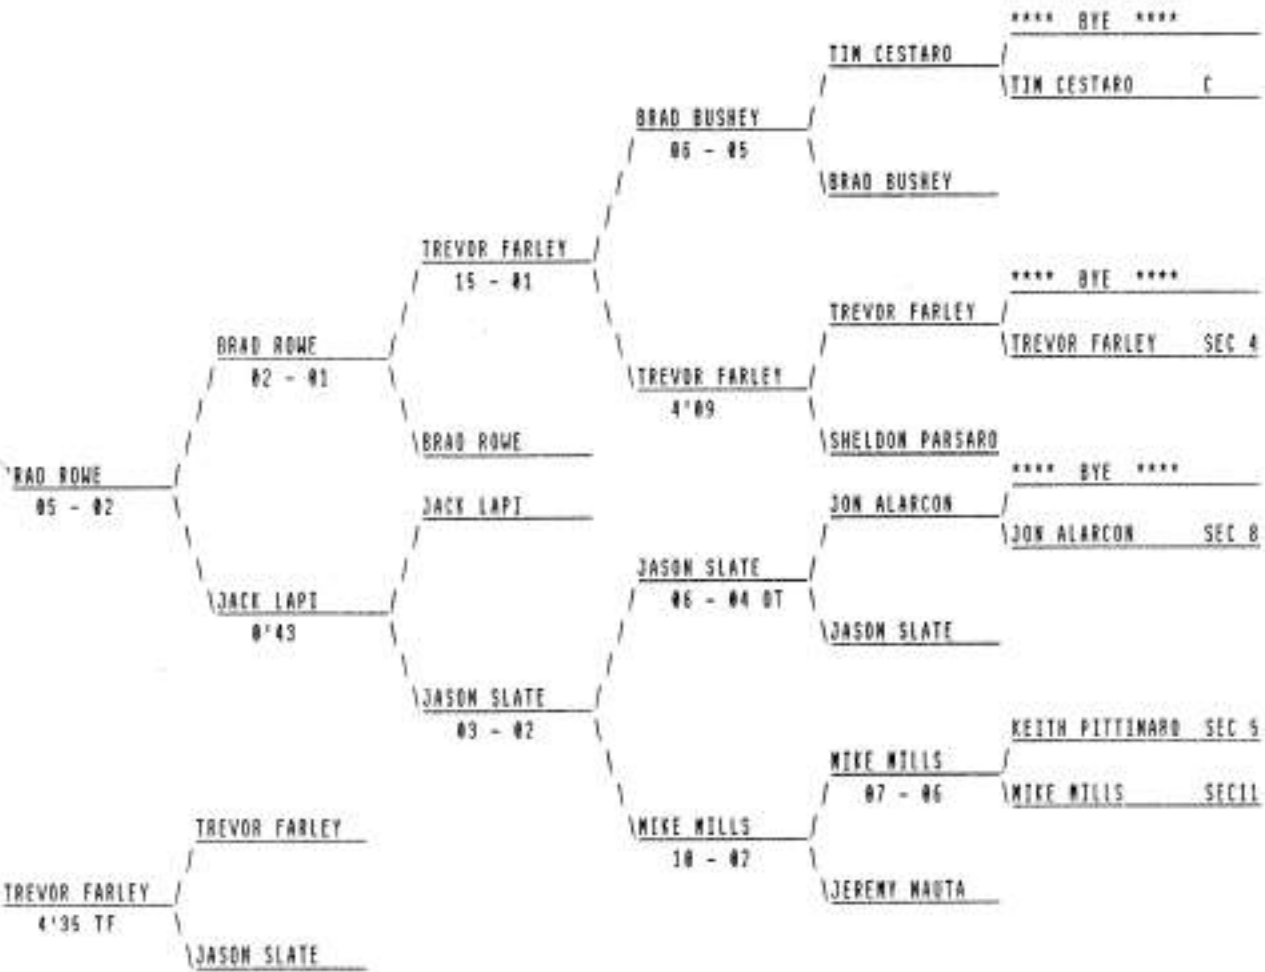 **** BYE ****
TIM CESTARO
TIM CESTARO C
BRAD BUSHEY
06 - 05
BRAD BUSHEY
TREVOR FARLEY
15 - 01
**** BYE ****
TREVOR FARLEY
TREVOR FARLEY SEC 4
BRAD ROWE
02 - 01
TREVOR FARLEY
4'09
BRAD ROWE
SHELDON PARSARO
RAD ROWE
05 - 02
**** BYE ****
JACK LAPI
JON ALARCON
JON ALARCON SEC 8
JASON SLATE
06 - 04 OT
JACK LAPI
0'43
JASON SLATE
JASON SLATE
03 - 02
KEITH PITTINARO SEC 5
MIKE MILLS
07 - 06
MIKE MILLS SEC11
TREVOR FARLEY
MIKE MILLS
10 - 02
TREVOR FARLEY
4'35 TF
JEREMY NAUTA
JASON SLATE